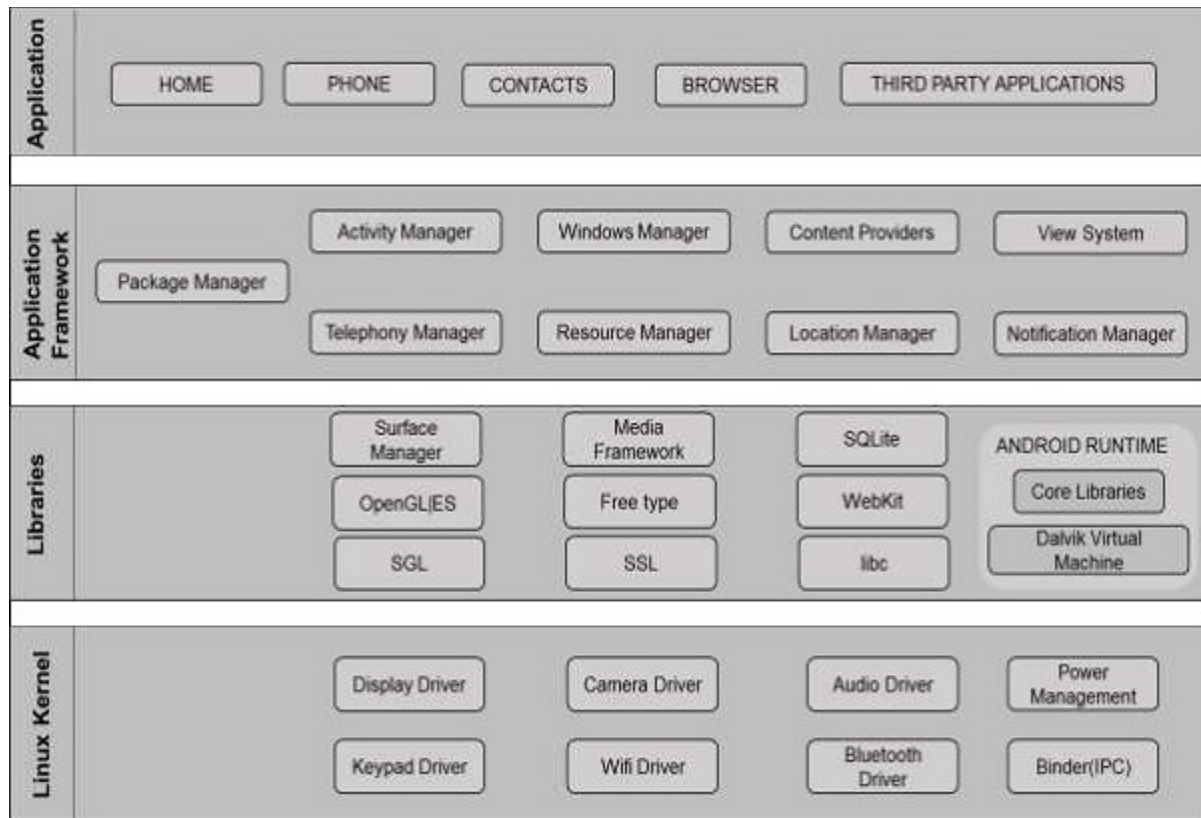 Application
HOME
PHONE
CONTACTS
BROWSER
THIRD PARTY APPLICATIONS
Application
Framework
Package Manager
Activity Manager
Windows Manager
Content Providers
View System
Telephony Manager
Resource Manager
Location Manager
Notification Manager
Libraries
Surface
Manager
Media
Framework
SQLite
OpenGL|ES
Free type
WebKit
SGL
SSL
libc
ANDROID RUNTIME
Core Libraries
Dalvik Virtual
Machine
Linux Kernel
Display Driver
Camera Driver
Audio Driver
Power
Management
Keypad Driver
Wifi Driver
Bluetooth
Driver
Binder(IPC)